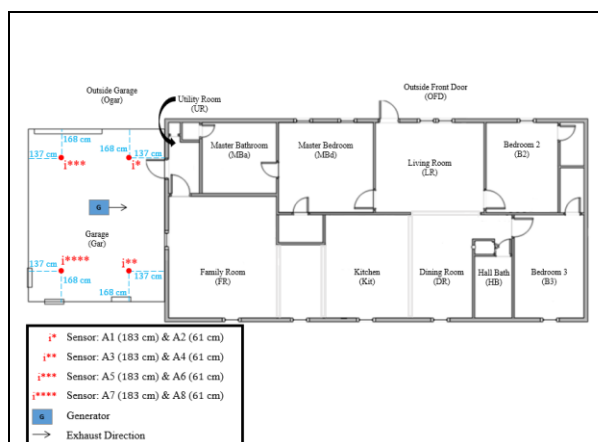 Outside Garage
(Ogar)
Utility Room
(UR)
Outside Front Door
(OFD)
168 cm
168 cm
137 cm
137 cm
i***
i*
Master Bathroom
(MBa)
Master Bedroom
(MBd)
Living Room
(LR)
Bedroom 2
(B2)
G
Garage
(Gar)
i****
i**
137 cm
137 cm
168 cm
168 cm
Family Room
(FR)
Kitchen
(Kit)
Dining Room
(DR)
Hall Bath
(HB)
Bedroom 3
(B3)
i* Sensor: A1 (183 cm) & A2 (61 cm)
i** Sensor: A3 (183 cm) & A4 (61 cm)
i*** Sensor: A5 (183 cm) & A6 (61 cm)
i**** Sensor: A7 (183 cm) & A8 (61 cm)
G Generator
Exhaust Direction